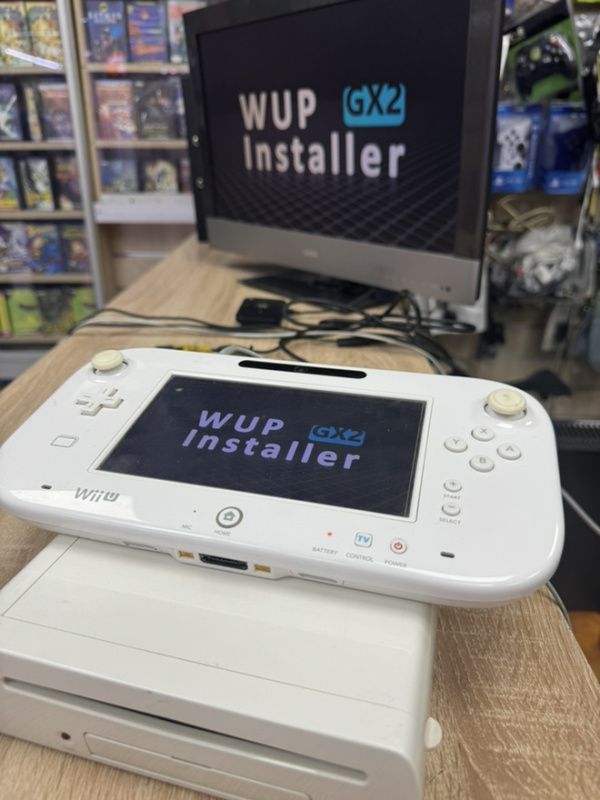 WUP GX2
Installer
WUP GX2
Installer
Y X A B
+
START
−
SELECT
Wii U
MIC
HOME
BATTERY
TV
CONTROL
POWER